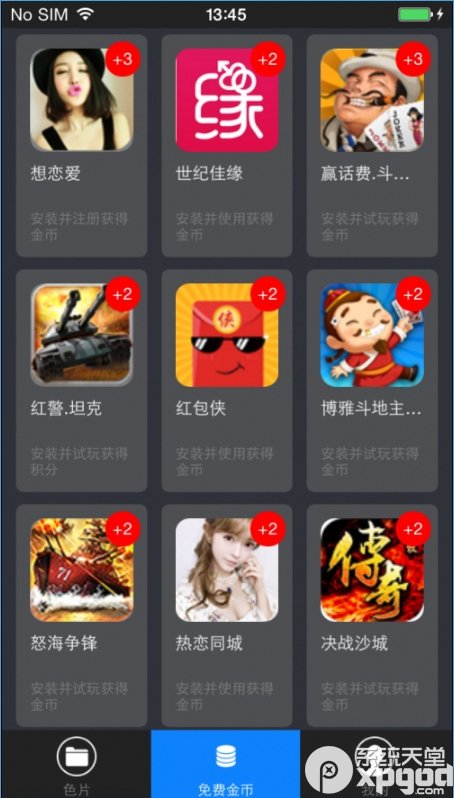 No SIM
13:45
+3
+2
+3
缘
JOKER
JOKER
想恋爱
世纪佳缘
赢话费.斗...
安装并注册获得
金币
安装并使用获得
金币
安装并试玩获得
金币
+2
+2
+2
侠
红警.坦克
红包侠
博雅斗地主...
安装并试玩获得
积分
安装并使用获得
金币
安装并试玩获得
金币
+2
+2
+2
71
传奇
怒海争锋
热恋同城
决战沙城
安装并试玩获得
金币
安装并使用获得
金币
安装并试玩获得
金币
色片
免费金币
我的
系统天堂
xpgod